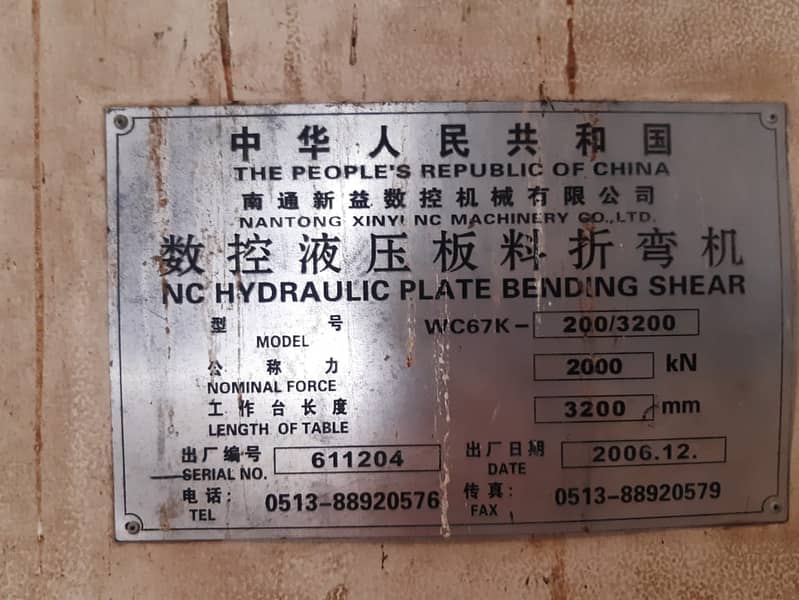 中华人民共和国
THE PEOPLE'S REPUBLIC OF CHINA
南通新益数控机械有限公司
NANTONG XINYI NC MACHINERY CO.,LTD.
数控液压板料折弯机
NC HYDRAULIC PLATE BENDING SHEAR
型号 WC67K- 200/3200
MODEL
公称力 2000 kN
NOMINAL FORCE
工作台长度 3200 mm
LENGTH OF TABLE
出厂编号 611204 出厂日期 2006.12.
SERIAL NO. DATE
电话: 0513-88920576 传真: 0513-88920579
TEL FAX